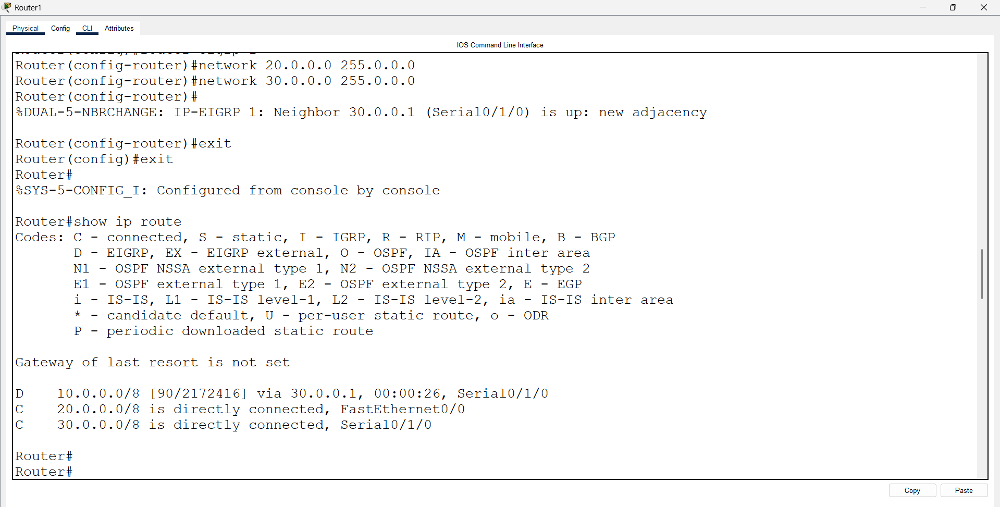 Router1
Physical Config CLI Attributes
IOS Command Line Interface
Router(config)#router eigrp 1
Router(config-router)#network 20.0.0.0 255.0.0.0
Router(config-router)#network 30.0.0.0 255.0.0.0
Router(config-router)#
%DUAL-5-NBRCHANGE: IP-EIGRP 1: Neighbor 30.0.0.1 (Serial0/1/0) is up: new adjacency
Router(config-router)#exit
Router(config)#exit
Router#
%SYS-5-CONFIG_I: Configured from console by console
Router#show ip route
Codes: C - connected, S - static, I - IGRP, R - RIP, M - mobile, B - BGP
D - EIGRP, EX - EIGRP external, O - OSPF, IA - OSPF inter area
N1 - OSPF NSSA external type 1, N2 - OSPF NSSA external type 2
E1 - OSPF external type 1, E2 - OSPF external type 2, E - EGP
i - IS-IS, L1 - IS-IS level-1, L2 - IS-IS level-2, ia - IS-IS inter area
* - candidate default, U - per-user static route, o - ODR
P - periodic downloaded static route
Gateway of last resort is not set
D 10.0.0.0/8 [90/2172416] via 30.0.0.1, 00:00:26, Serial0/1/0
C 20.0.0.0/8 is directly connected, FastEthernet0/0
C 30.0.0.0/8 is directly connected, Serial0/1/0
Router#
Router#
Copy Paste